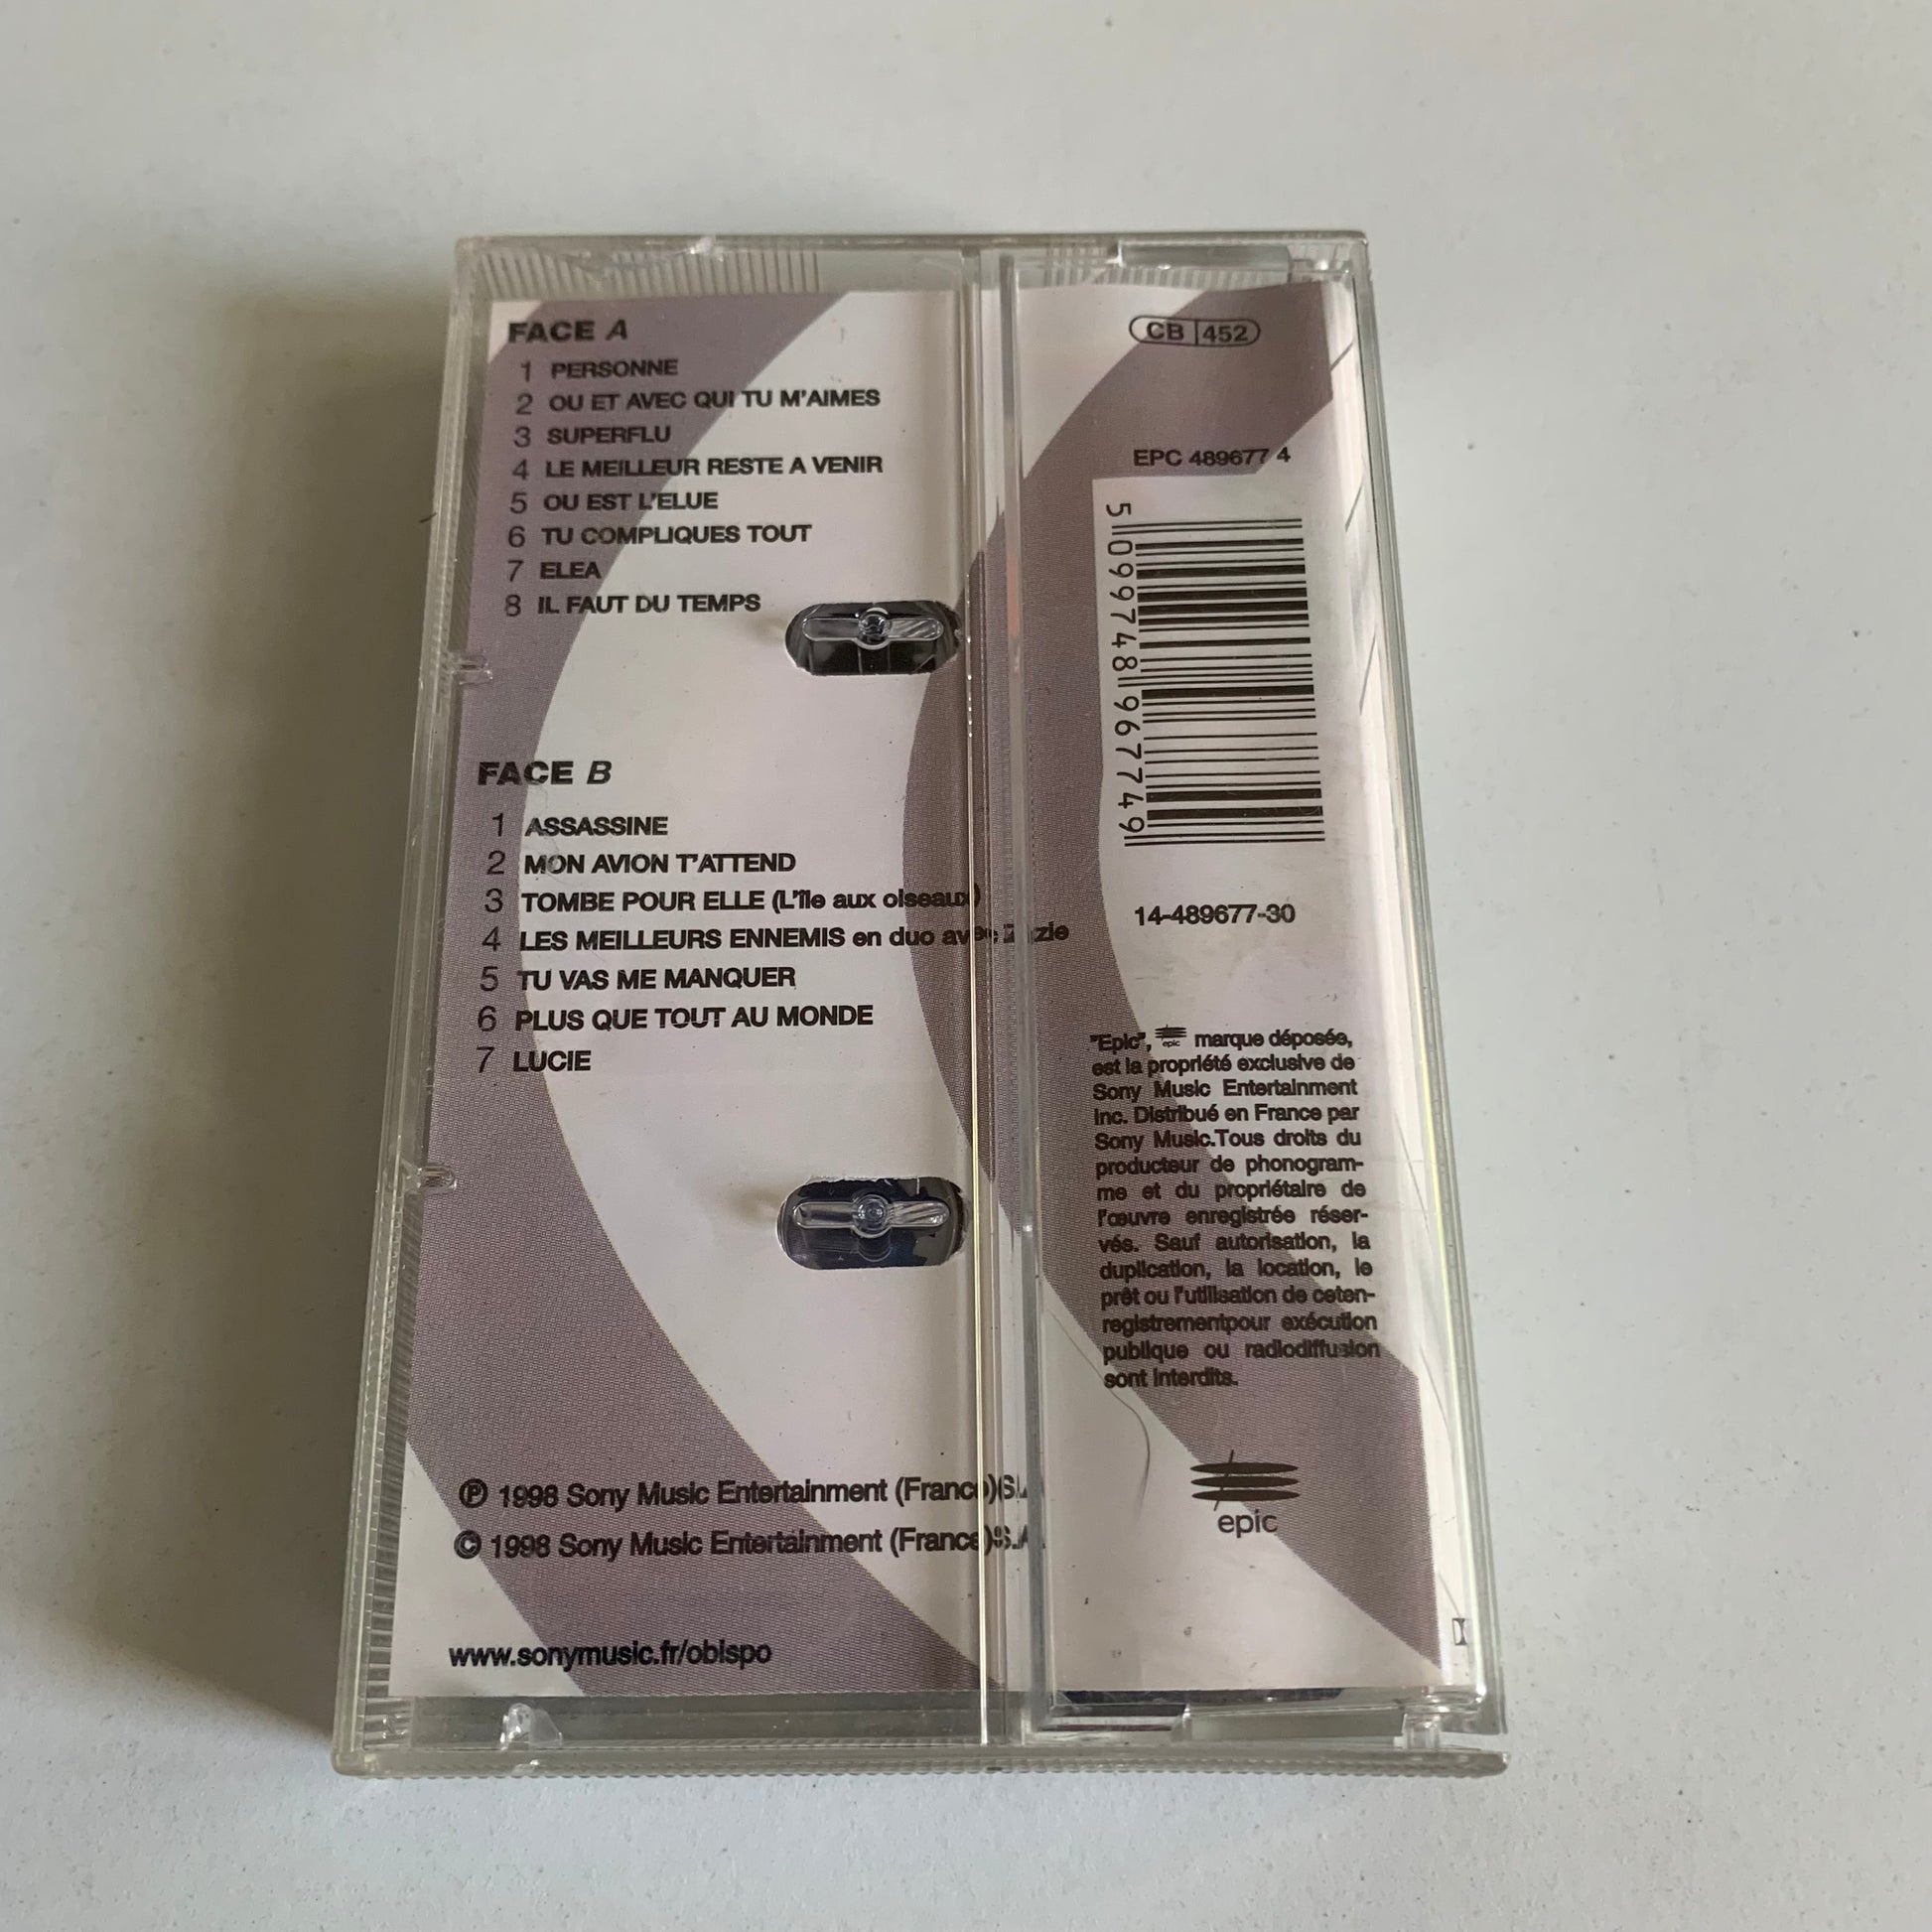 FACE A
1 PERSONNE
2 OU ET AVEC QUI TU M'AIMES
3 SUPERFLU
4 LE MEILLEUR RESTE A VENIR
5 OU EST L'ELUE
6 TU COMPLIQUES TOUT
7 ELEA
8 IL FAUT DU TEMPS
FACE B
1 ASSASSINE
2 MON AVION T'ATTEND
3 TOMBE POUR ELLE (L'île aux oiseaux)
4 LES MEILLEURS ENNEMIS en duo avec
5 TU VAS ME MANQUER
6 PLUS QUE TOUT AU MONDE
7 LUCIE
℗ 1998 Sony Music Entertainment (France)
© 1998 Sony Music Entertainment (France)S.A
www.sonymusic.fr/obispo
CB 452
EPC 489677 4
5 099748 967749
14-489677-30
"Epic", epic marque déposée,
est la propriété exclusive de
Sony Music Entertainment
Inc. Distribué en France par
Sony Music.Tous droits du
producteur de phonogram-
me et du propriétaire de
l'œuvre enregistrée réser-
vés. Sauf autorisation, la
duplication, la location, le
prêt ou l'utilisation de ceten-
registrementpour exécution
publique ou radiodiffusion
sont interdits.
epic